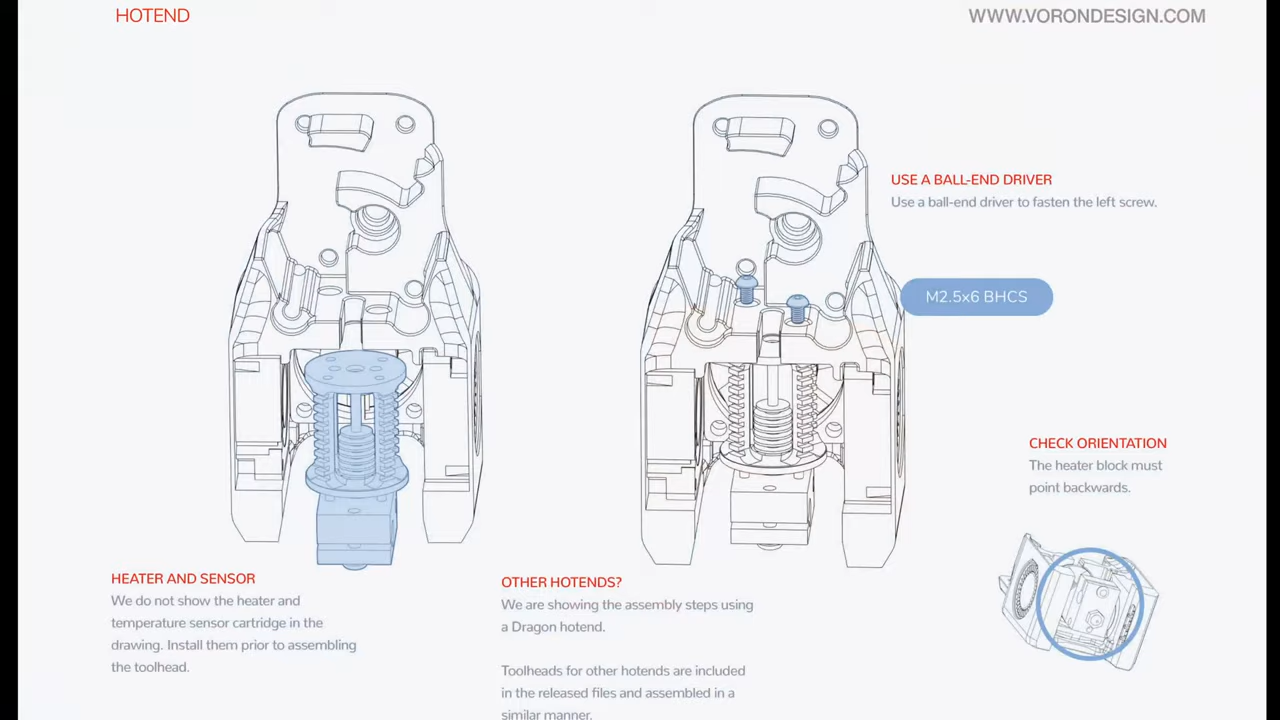 HOTEND
WWW.VORONDESIGN.COM
USE A BALL-END DRIVER
Use a ball-end driver to fasten the left screw.
M2.5x6 BHCS
CHECK ORIENTATION
The heater block must
point backwards.
HEATER AND SENSOR
We do not show the heater and
temperature sensor cartridge in the
drawing. Install them prior to assembling
the toolhead.
OTHER HOTENDS?
We are showing the assembly steps using
a Dragon hotend.
Toolheads for other hotends are included
in the released files and assembled in a
similar manner.